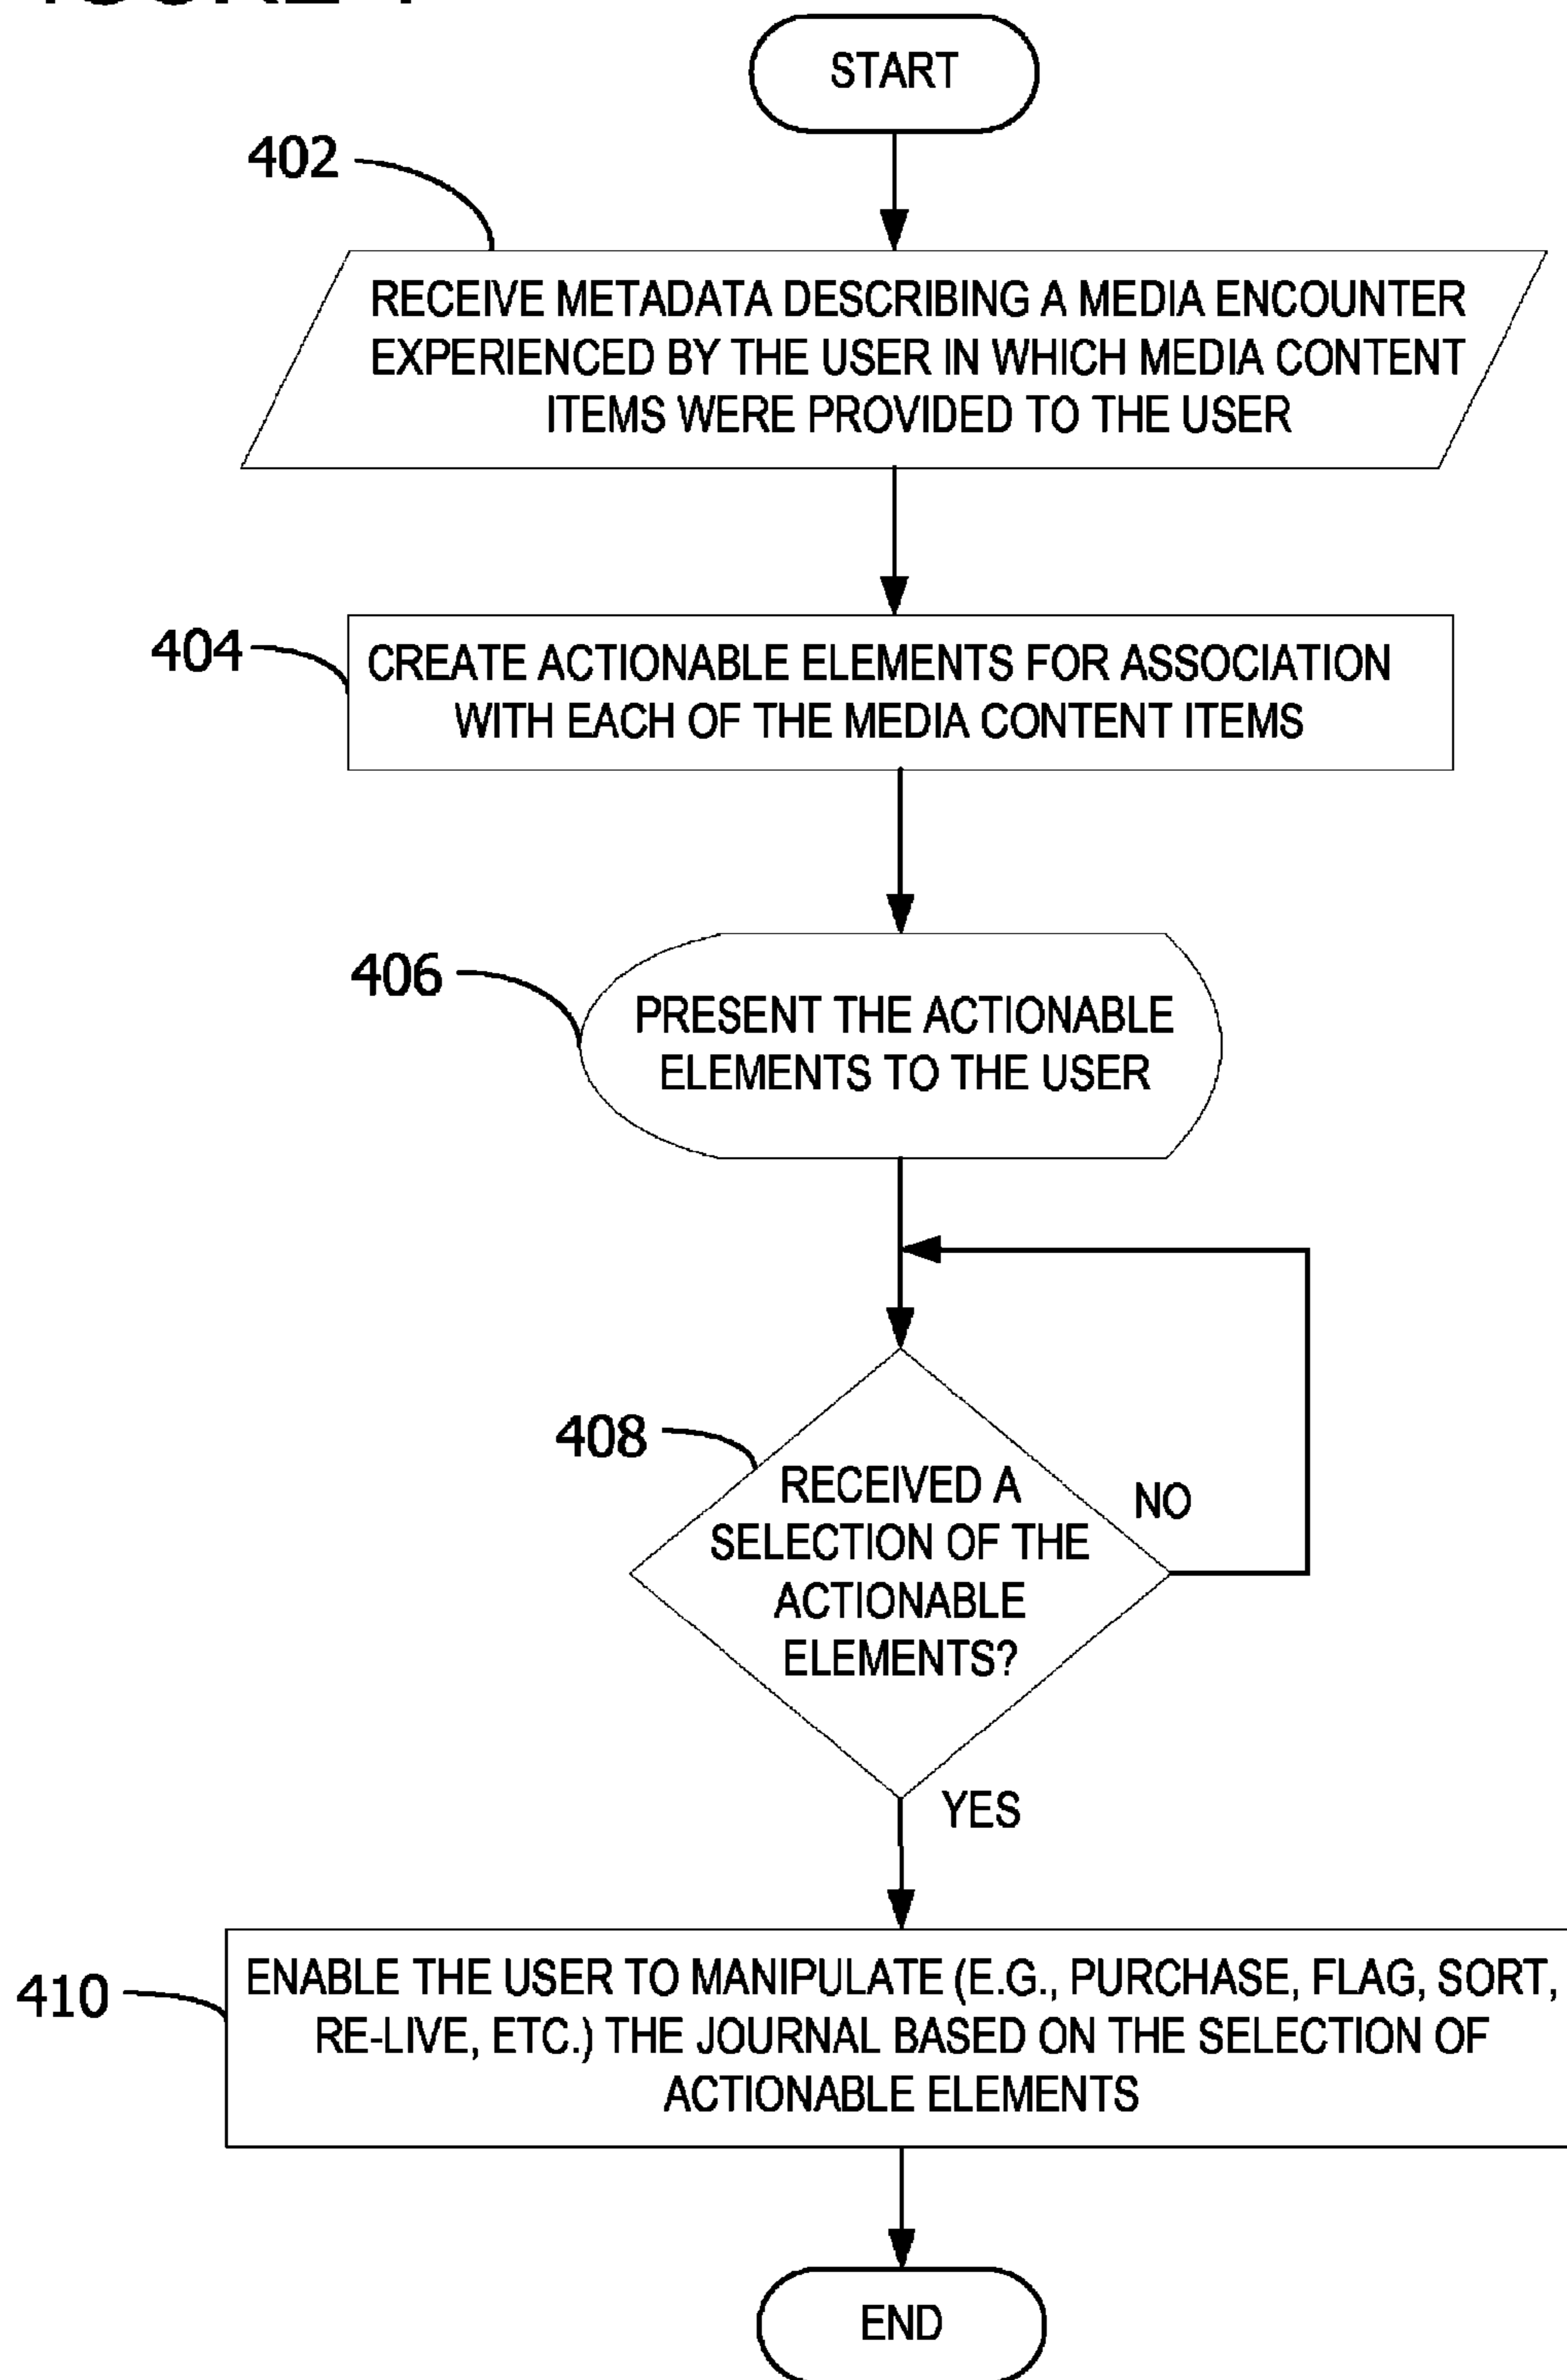 START
402
RECEIVE METADATA DESCRIBING A MEDIA ENCOUNTER
EXPERIENCED BY THE USER IN WHICH MEDIA CONTENT
ITEMS WERE PROVIDED TO THE USER
404
CREATE ACTIONABLE ELEMENTS FOR ASSOCIATION
WITH EACH OF THE MEDIA CONTENT ITEMS
406
PRESENT THE ACTIONABLE
ELEMENTS TO THE USER
408
RECEIVED A
SELECTION OF THE
ACTIONABLE
ELEMENTS?
NO
YES
410
ENABLE THE USER TO MANIPULATE (E.G., PURCHASE, FLAG, SORT,
RE-LIVE, ETC.) THE JOURNAL BASED ON THE SELECTION OF
ACTIONABLE ELEMENTS
END